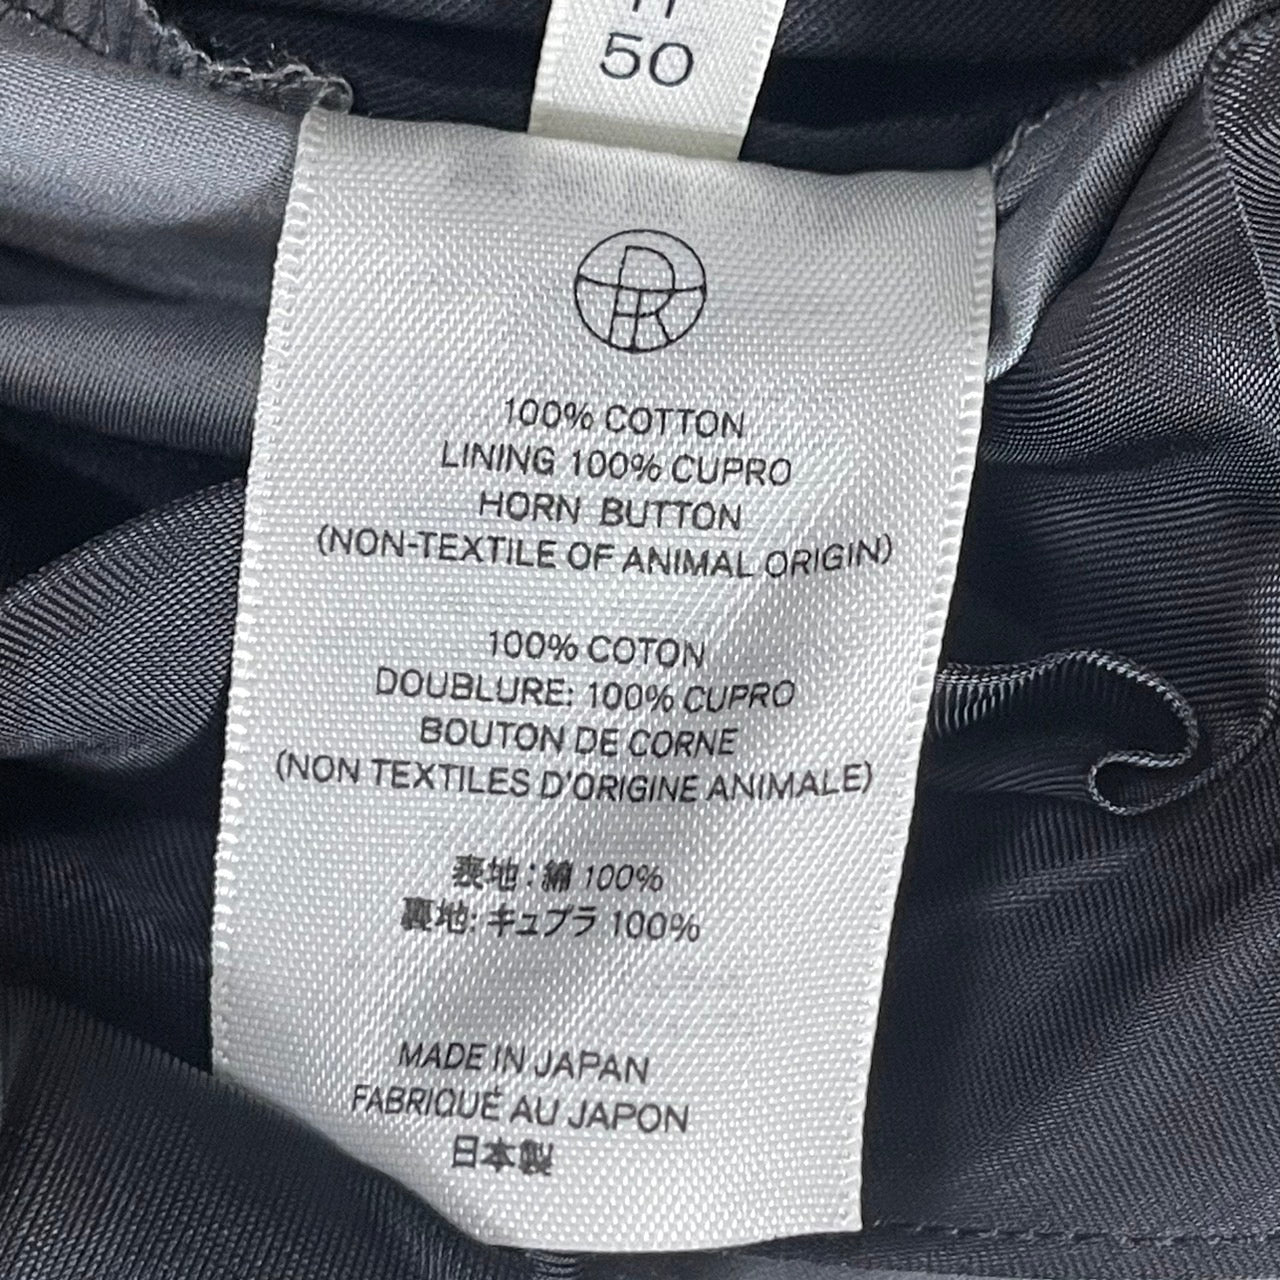 50
100% COTTON
LINING 100% CUPRO
HORN BUTTON
(NON-TEXTILE OF ANIMAL ORIGIN)
100% COTON
DOUBLURE: 100% CUPRO
BOUTON DE CORNE
(NON TEXTILES D'ORIGINE ANIMALE)
表地:綿 100%
裏地: キュプラ 100%
MADE IN JAPAN
FABRIQUÉ AU JAPON
日本製